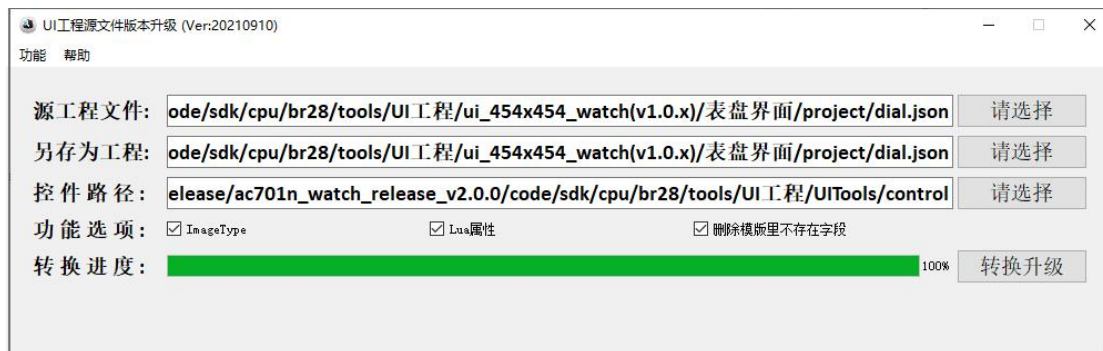 UI工程源文件版本升级 (Ver:20210910)
功能 帮助
源工程文件: ode/sdk/cpu/br28/tools/UI工程/ui_454x454_watch(v1.0.x)/表盘界面/project/dial.json 请选择
另存为工程: ode/sdk/cpu/br28/tools/UI工程/ui_454x454_watch(v1.0.x)/表盘界面/project/dial.json 请选择
控件路径: elease/ac701n_watch_release_v2.0.0/code/sdk/cpu/br28/tools/UI工程/UITools/control 请选择
功能选项: ImageType Lua属性 删除模版里不存在字段
转换进度: 100% 转换升级